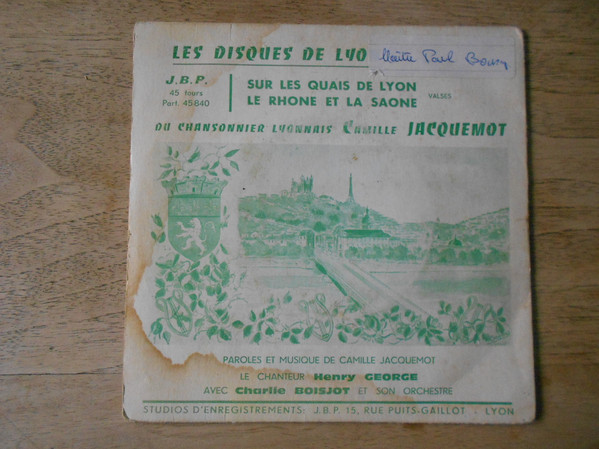 LES DISQUES DE LYO
Maître Paul
J.B.P.
45 tours
Part. 45840
SUR LES QUAIS DE LYON
LE RHONE ET LA SAONE
VALSES
DU CHANSONNIER LYONNAIS CAMILLE JACQUEMOT
PAROLES ET MUSIQUE DE CAMILLE JACQUEMOT
LE CHANTEUR Henry GEORGE
AVEC Charlie BOISJOT ET SON ORCHESTRE
STUDIOS D'ENREGISTREMENTS: J.B.P. 15, RUE PUITS-GAILLOT - LYON